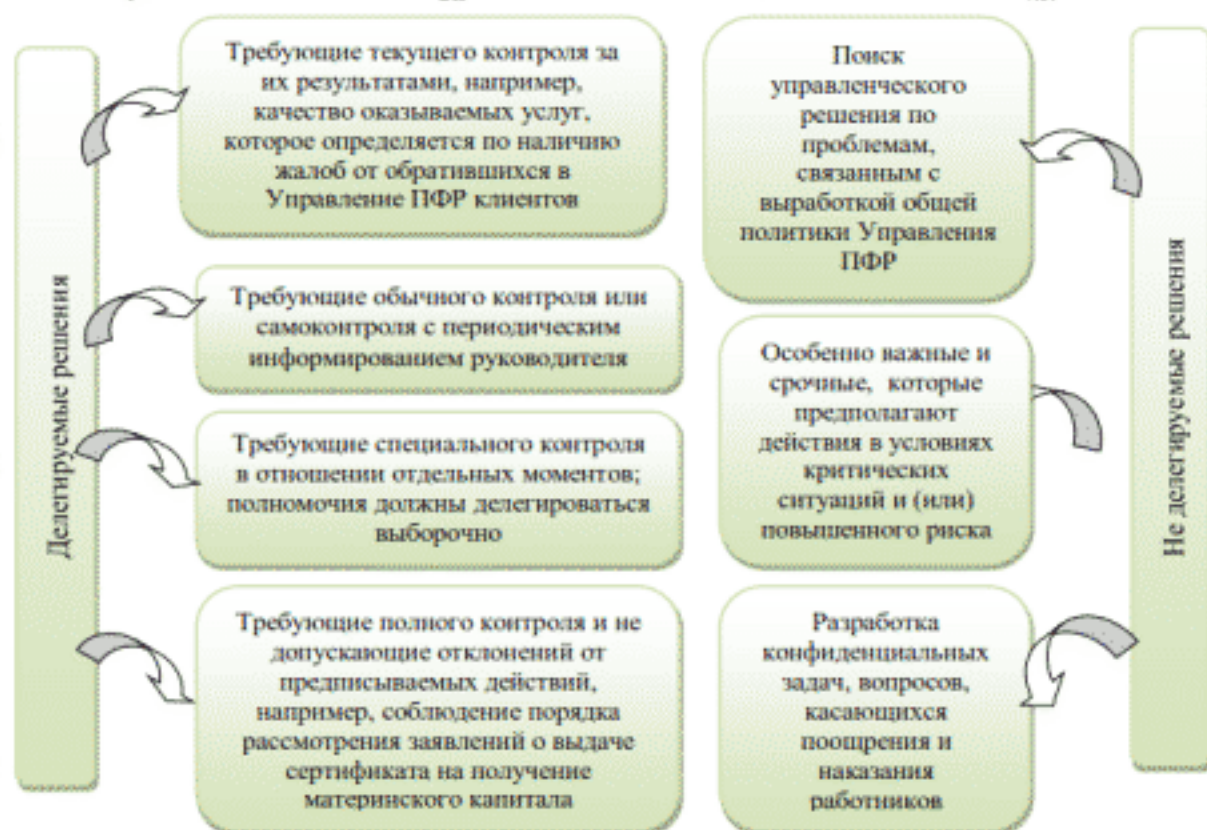 Делегируемые решения
Требующие текущего контроля за
их результатами, например,
качество оказываемых услуг,
которое определяется по наличию
жалоб от обратившихся в
Управление ПФР клиентов
Требующие обычного контроля или
самоконтроля с периодическим
информированием руководителя
Требующие специального контроля
в отношении отдельных моментов;
полномочия должны делегироваться
выборочно
Требующие полного контроля и не
допускающие отклонений от
предписываемых действий,
например, соблюдение порядка
рассмотрения заявлений о выдаче
сертификата на получение
материнского капитала
Поиск
управленческого
решения по
проблемам,
связанным с
выработкой общей
политики Управления
ПФР
Особенно важные и
срочные, которые
предполагают
действия в условиях
критических
ситуаций и (или)
повышенного риска
Разработка
конфиденциальных
задач, вопросов,
касающихся
поощрения и
наказания
работников
Не делегируемые решения